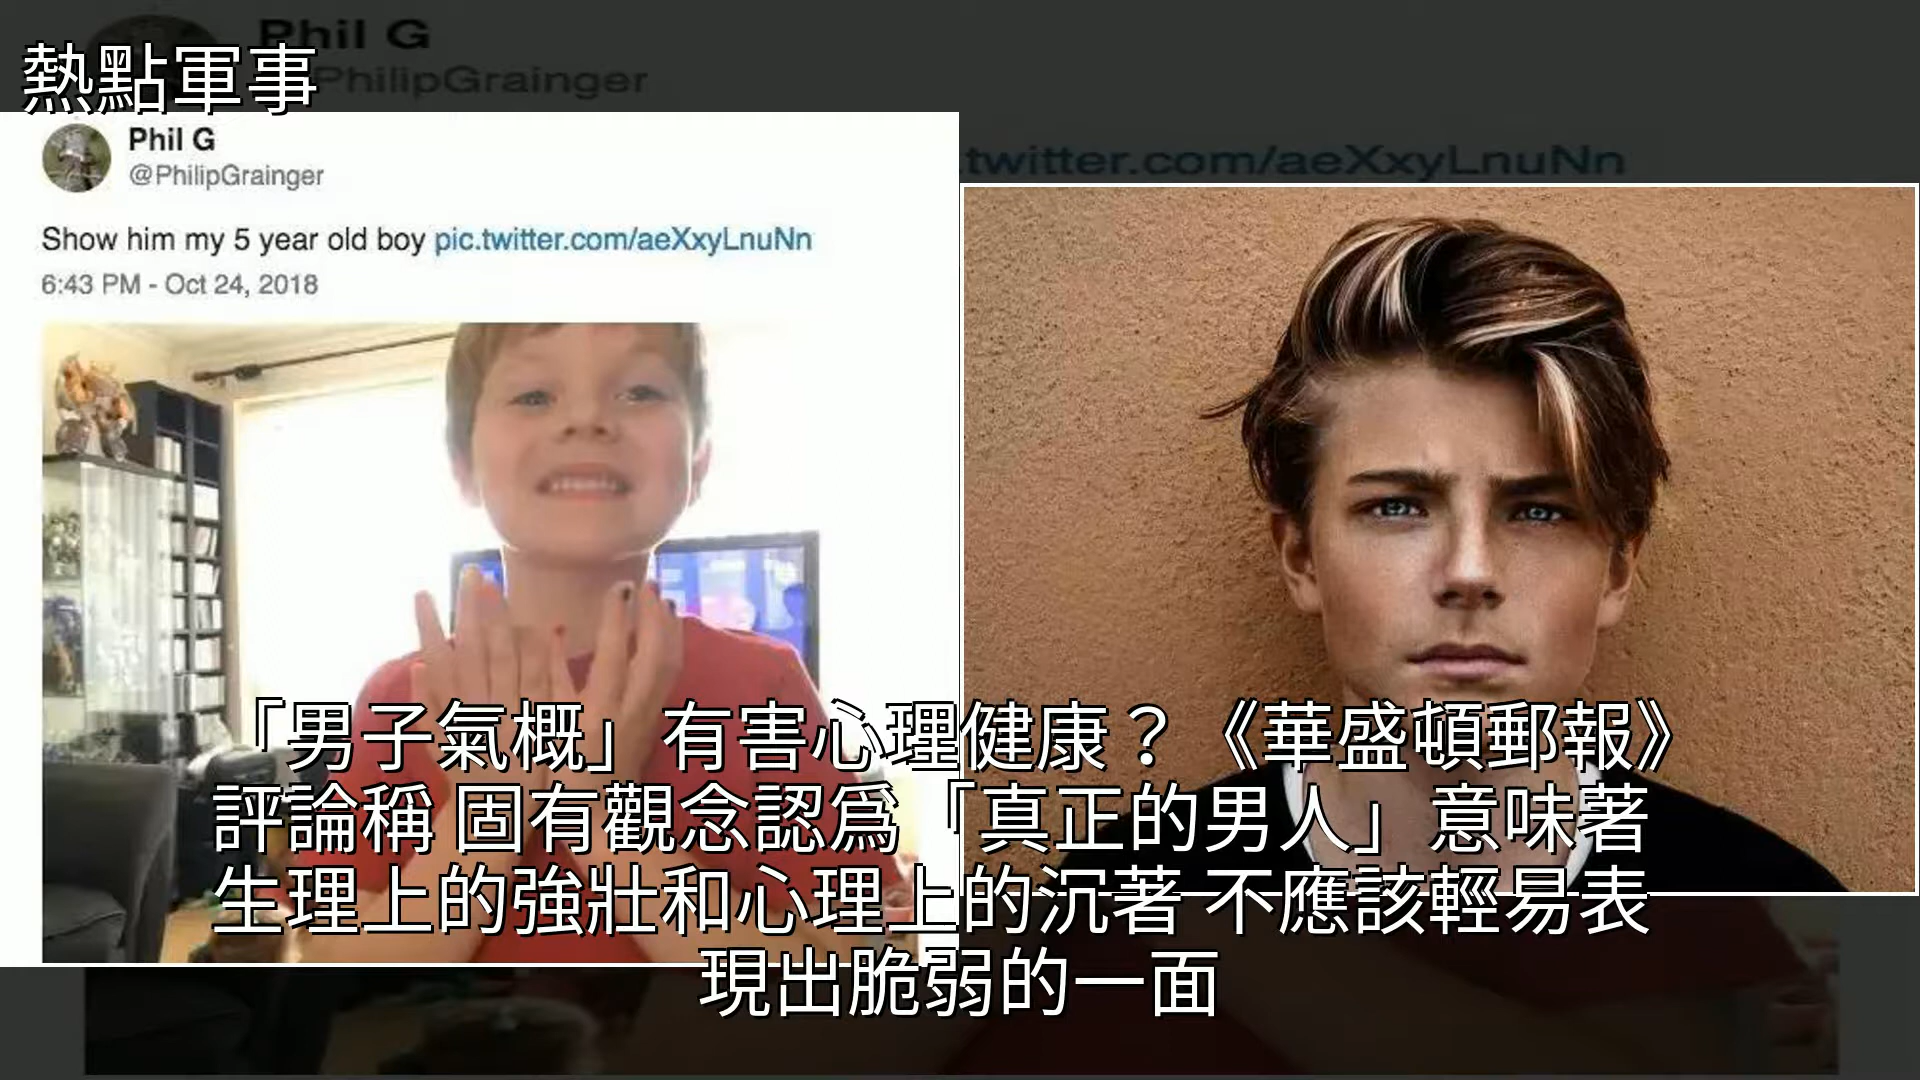 Phil G
PhilipGrainger
熱點軍事
twitter.com/aeXxyLnuNn
Phil G
@PhilipGrainger
Show him my 5 year old boy pic.twitter.com/aeXxyLnuNn
6:43 PM - Oct 24, 2018
「男子氣概」有害心理健康？《華盛頓郵報》
評論稱 固有觀念認爲「真正的男人」意味著
生理上的強壯和心理上的沉著 不應該輕易表
現出脆弱的一面